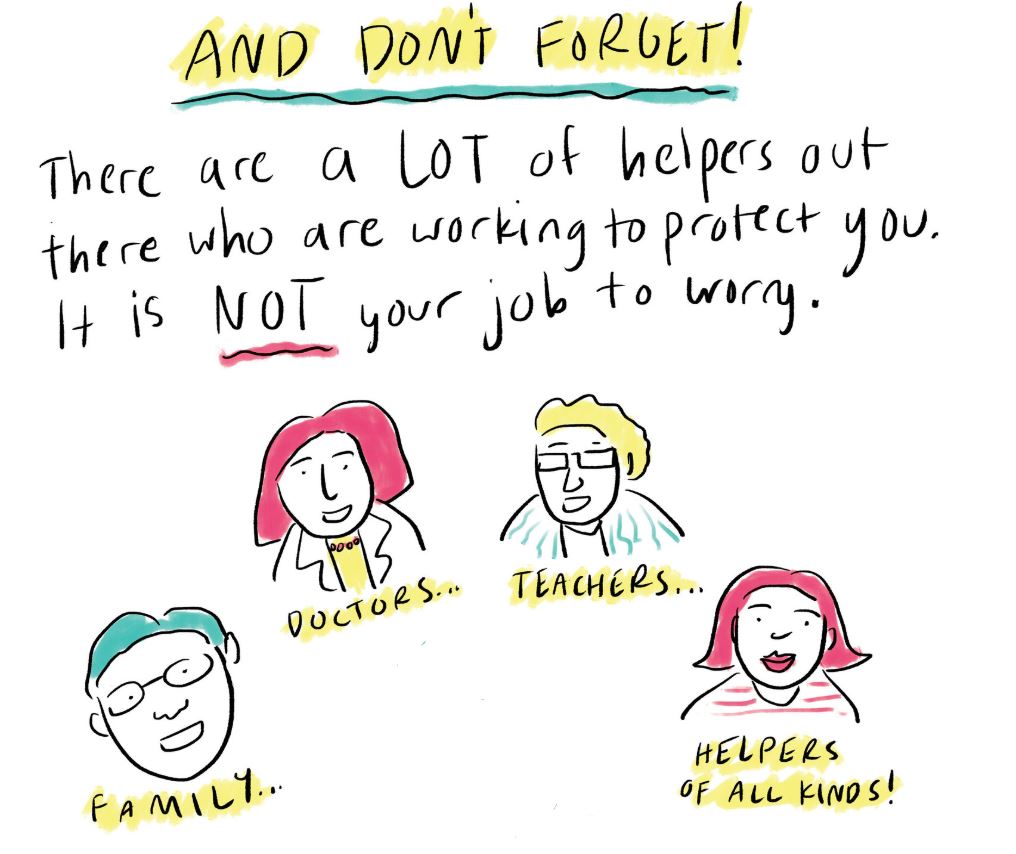 AND DON'T FORGET!
There are a LOT of helpers out
there who are working to protect you.
It is NOT your job to worry.
FAMILY...
DOCTORS...
TEACHERS...
HELPERS
OF ALL KINDS!